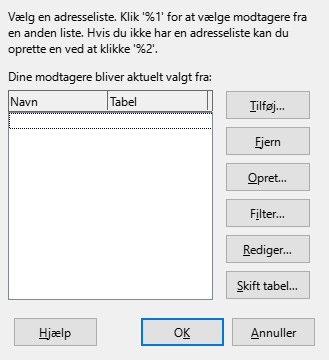 Vælg en adresseliste. Klik '%1' for at vælge modtagere fra
en anden liste. Hvis du ikke har en adresseliste kan du
oprette en ved at klikke '%2'.
Dine modtagere bliver aktuelt valgt fra:
Navn Tabel
Tilføj...
Fjern
Opret...
Filter...
Rediger...
Skift tabel...
Hjælp OK Annuller